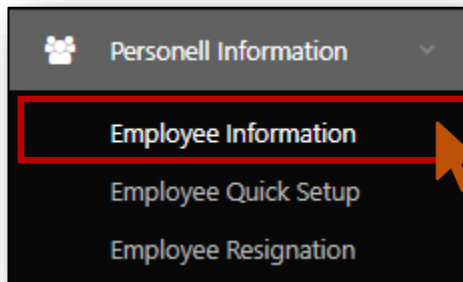 Personell Information
Employee Information
Employee Quick Setup
Employee Resignation